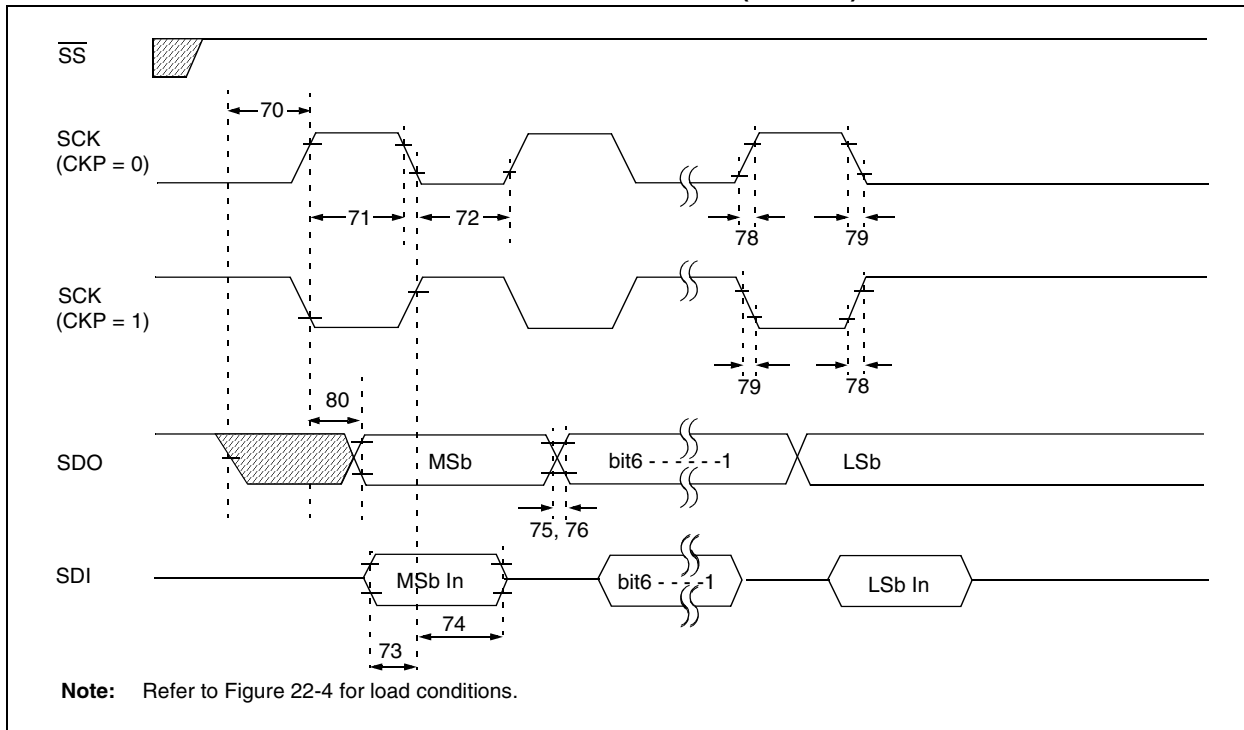 SS
70
SCK
(CKP = 0)
71
72
78
79
SCK
(CKP = 1)
79
78
80
SDO
MSb
bit6 - - - - - - -1
LSb
75, 76
SDI
MSb In
bit6 - - - -1
LSb In
74
73
Note: Refer to Figure 22-4 for load conditions.